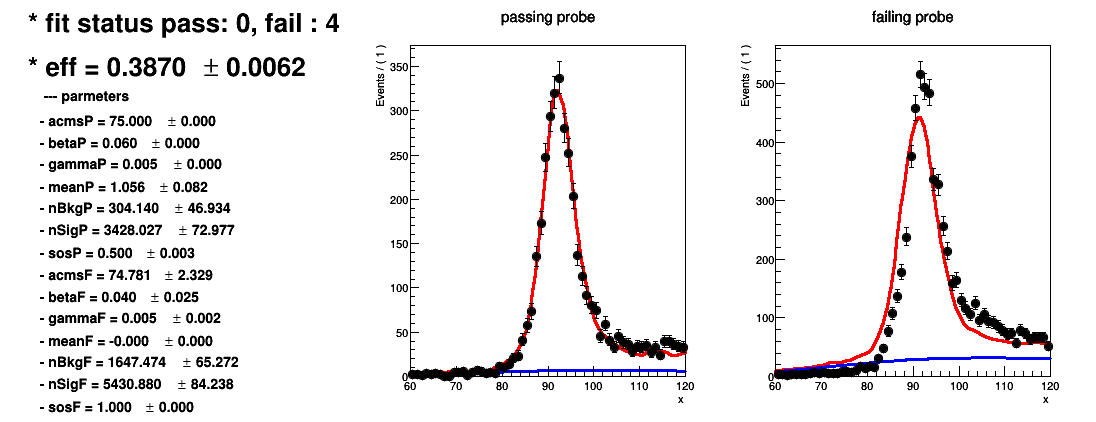 * fit status pass: 0, fail : 4
* eff = 0.3870 ± 0.0062
--- parmeters
- acmsP = 75.000 ± 0.000
- betaP = 0.060 ± 0.000
- gammaP = 0.005 ± 0.000
- meanP = 1.056 ± 0.082
- nBkgP = 304.140 ± 46.934
- nSigP = 3428.027 ± 72.977
- sosP = 0.500 ± 0.003
- acmsF = 74.781 ± 2.329
- betaF = 0.040 ± 0.025
- gammaF = 0.005 ± 0.002
- meanF = -0.000 ± 0.000
- nBkgF = 1647.474 ± 65.272
- nSigF = 5430.880 ± 84.238
- sosF = 1.000 ± 0.000
passing probe
Events / ( 1 )
350
300
250
200
150
100
50
0
60 70 80 90 100 110 120
x
failing probe
Events / ( 1 )
500
400
300
200
100
0
60 70 80 90 100 110 120
x